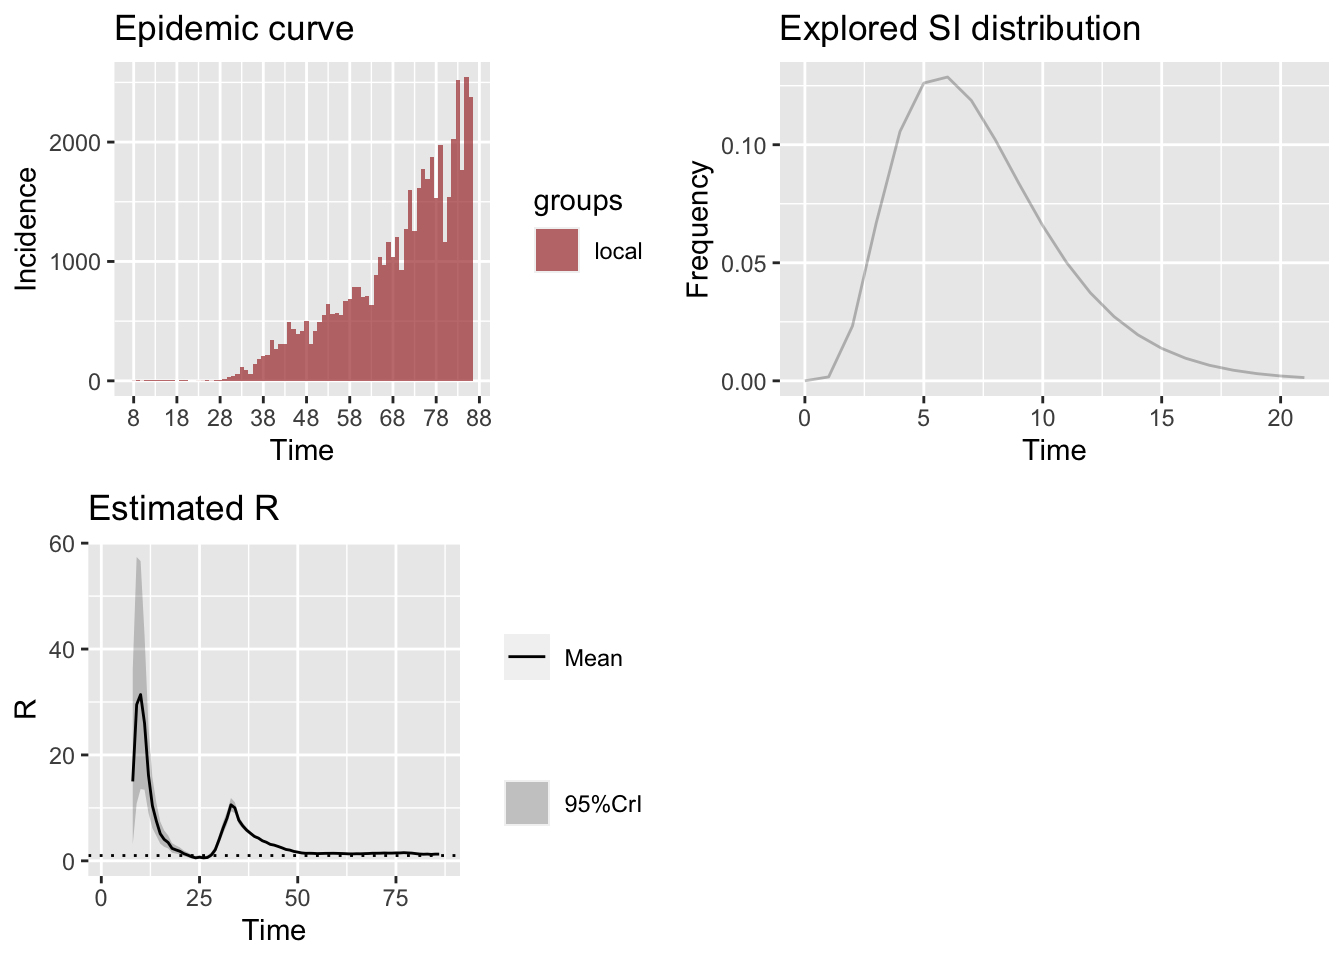 Epidemic curve
2000
1000
0
Incidence
8 18 28 38 48 58 68 78 88
Time
groups
local
Explored SI distribution
0.10
0.05
0.00
Frequency
0 5 10 15 20
Time
Estimated R
60
40
20
0
R
0 25 50 75
Time
Mean
95%CrI